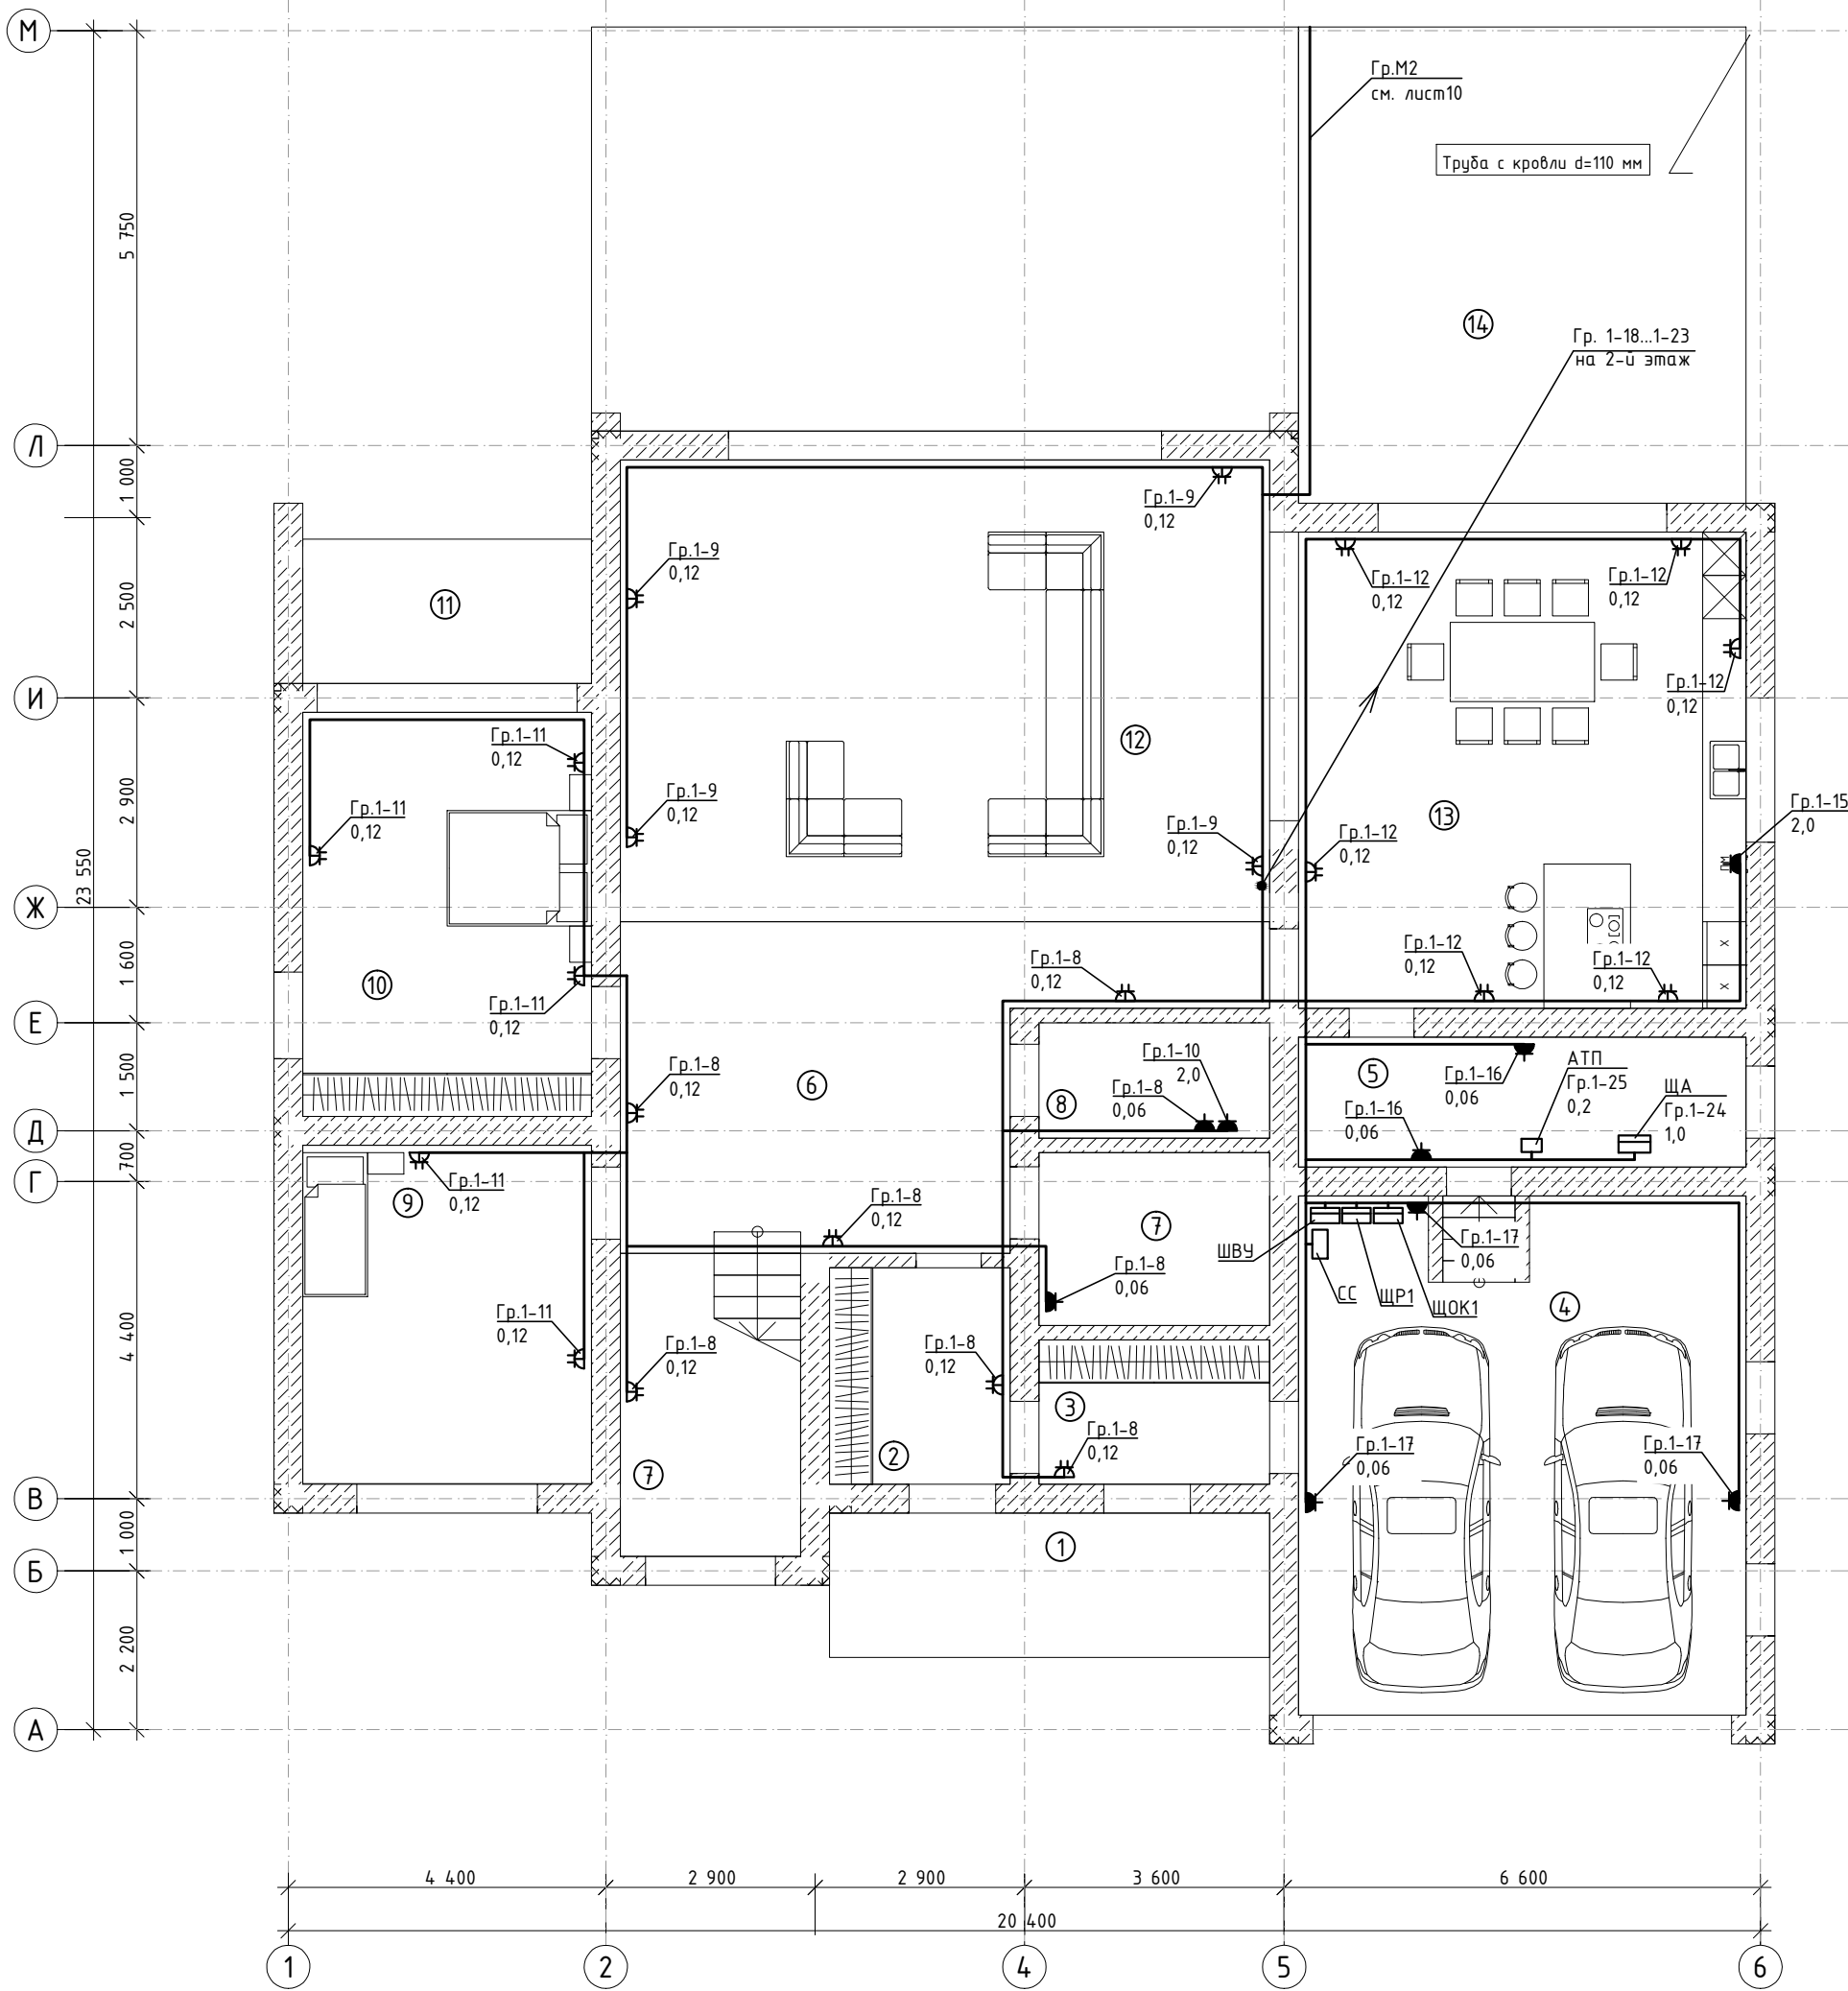 М
Гр.М2
см. лист10
Труба с кровли d=110 мм
5 750
14
Гр. 1-18...1-23
на 2-й этаж
Л
1 000
Гр.1-9
0,12
Гр.1-9
0,12
Гр.1-12
0,12
Гр.1-12
0,12
2 500
11
И
Гр.1-12
0,12
Гр.1-11
0,12
12
2 900
Гр.1-11
0,12
Гр.1-9
0,12
Гр.1-9
0,12
Гр.1-12
0,12
13
Гр.1-15
2,0
ПМ
23 550
Ж
1 600
10
Гр.1-11
0,12
Гр.1-8
0,12
Гр.1-12
0,12
Гр.1-12
0,12
X
X
Е
1 500
Гр.1-8
0,12
6
8
Гр.1-10
2,0
Гр.1-8
0,06
5
Гр.1-16
0,06
Гр.1-16
0,06
АТП
Гр.1-25
0,2
ЩА
Гр.1-24
1,0
Д
700
Г
Гр.1-11
0,12
9
Гр.1-8
0,12
7
Гр.1-8
0,06
ШВУ
СС
ЩР1
ЩОК1
Гр.1-17
0,06
4
4 400
Гр.1-11
0,12
Гр.1-8
0,12
Гр.1-8
0,12
3
Гр.1-8
0,12
2
7
Гр.1-17
0,06
Гр.1-17
0,06
В
1 000
1
Б
2 200
А
4 400
2 900
2 900
3 600
6 600
20 400
1
2
4
5
6